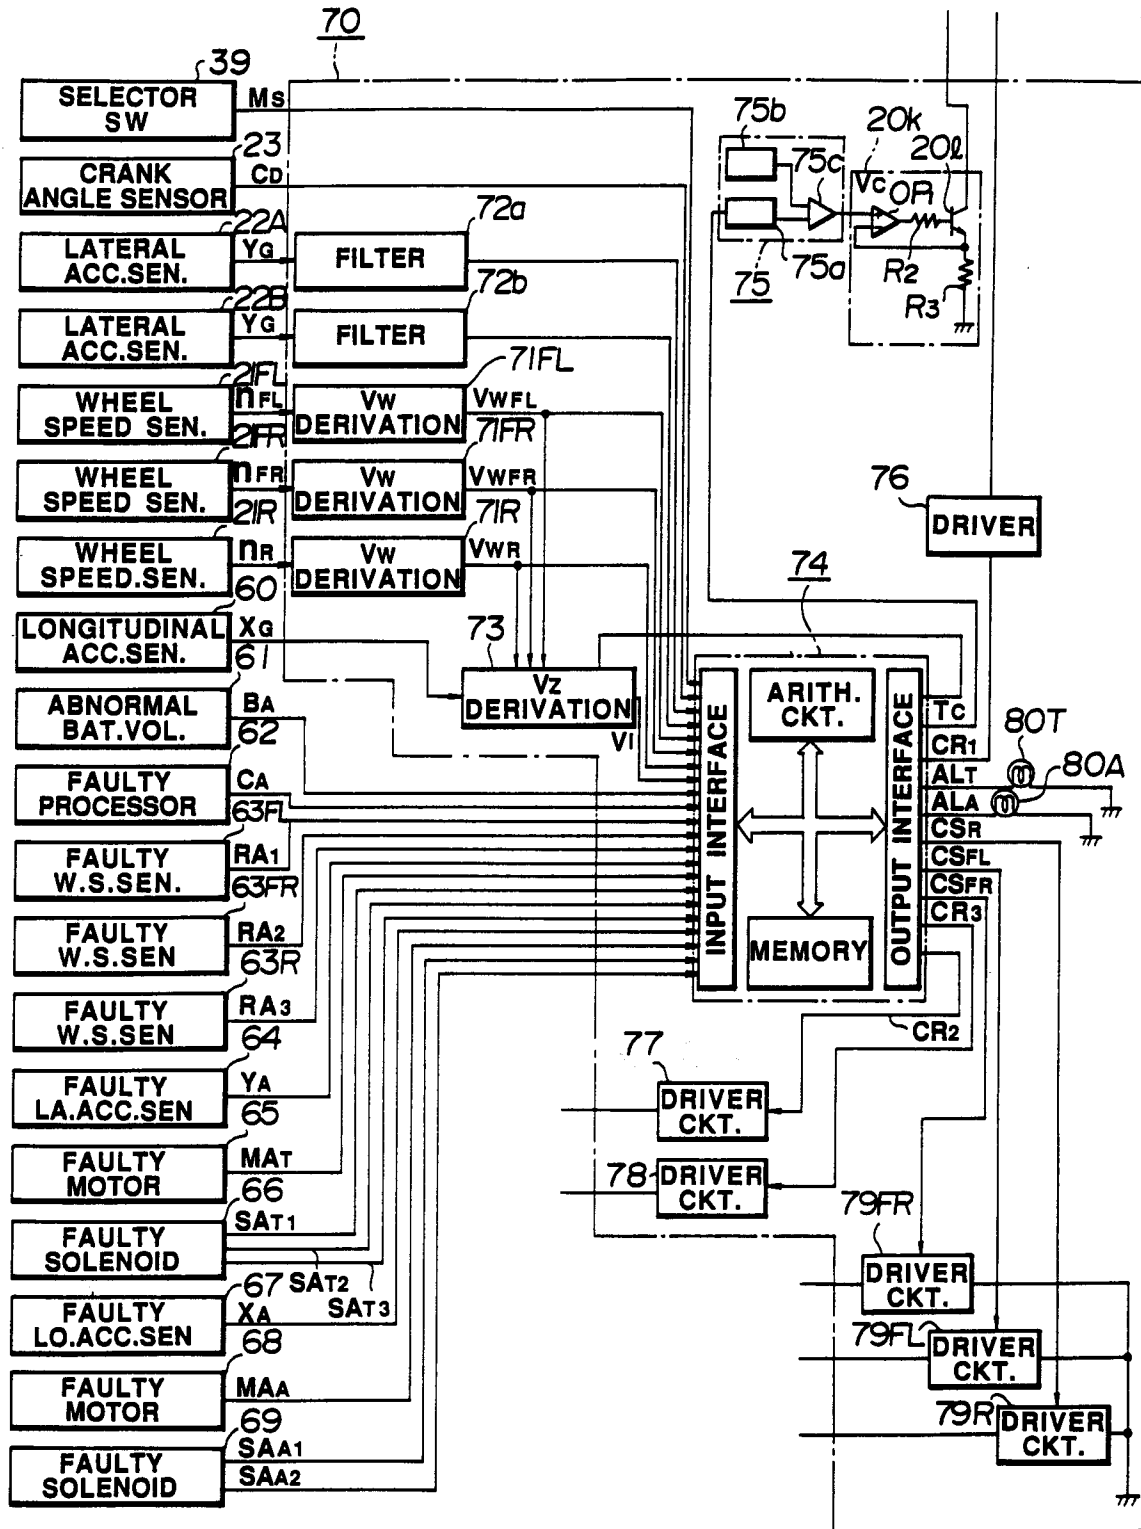 70
39
SELECTOR
SW
MS
23
CRANK
ANGLE SENSOR
CD
22A
LATERAL
ACC.SEN.
YG
72a
FILTER
22B
LATERAL
ACC.SEN.
YG
72b
FILTER
21FL
WHEEL
SPEED SEN.
nFL
71FL
VW
DERIVATION
VWFL
21FR
WHEEL
SPEED SEN.
nFR
71FR
VW
DERIVATION
VWFR
21R
WHEEL
SPEED.SEN.
nR
71R
VW
DERIVATION
VWR
60
LONGITUDINAL
ACC.SEN.
XG
73
VZ
DERIVATION
VI
61
ABNORMAL
BAT.VOL.
BA
62
FAULTY
PROCESSOR
CA
63FL
FAULTY
W.S.SEN.
RA1
63FR
FAULTY
W.S.SEN
RA2
63R
FAULTY
W.S.SEN
RA3
64
FAULTY
LA.ACC.SEN
YA
65
FAULTY
MOTOR
MAT
66
FAULTY
SOLENOID
SAT1
SAT2
SAT3
67
FAULTY
LO.ACC.SEN
XA
68
FAULTY
MOTOR
MAA
69
FAULTY
SOLENOID
SAA1
SAA2
75b
75c
75a
75
20k
20l
VC
OP1
R2
R3
76
DRIVER
74
INPUT INTERFACE
ARITH.
CKT.
MEMORY
OUTPUT INTERFACE
TC
CR1
ALT
80T
ALA
80A
CSR
CSFL
CSFR
CR3
CR2
77
DRIVER
CKT.
78
DRIVER
CKT.
79FR
DRIVER
CKT.
79FL
DRIVER
CKT.
79R
DRIVER
CKT.